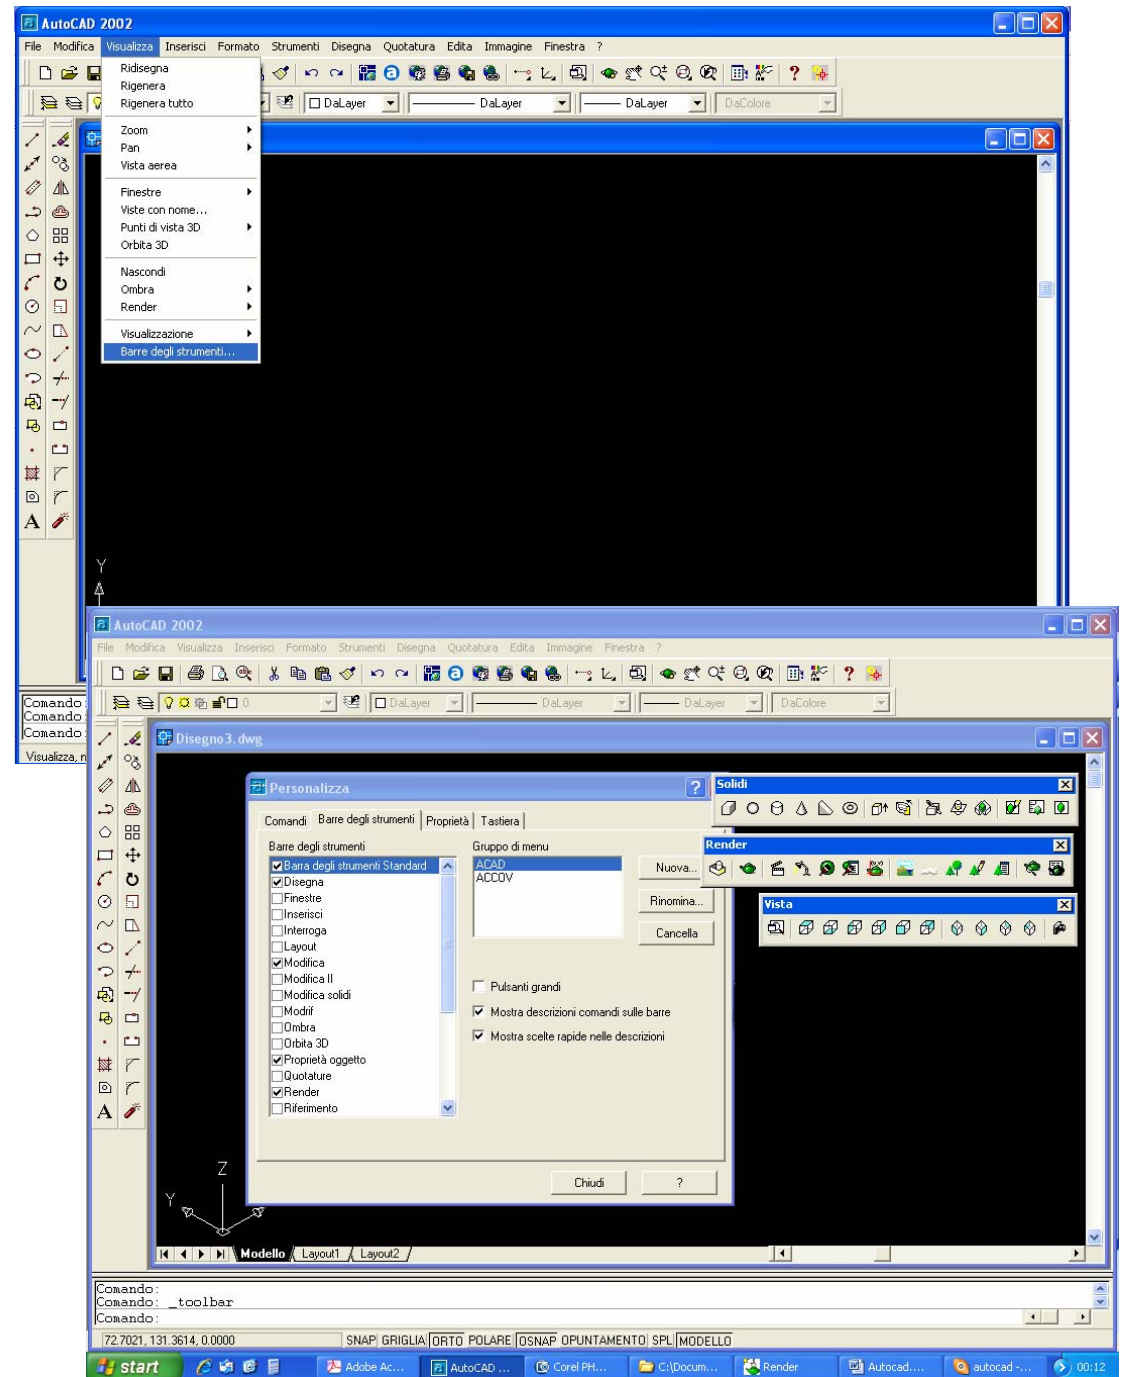 AutoCAD 2002
File Modifica Visualizza Inserisci Formato Strumenti Disegna Quotatura Edita Immagine Finestra ?
DaLayer DaLayer DaLayer DaColore
Ridisegna
Rigenera
Rigenera tutto
Zoom
Pan
Vista aerea
Finestre
Viste con nome...
Punti di vista 3D
Orbita 3D
Nascondi
Ombra
Render
Visualizzazione
Barre degli strumenti...
A
Y
Comando
Comando
Comando:
Visualizza, n
AutoCAD 2002
File Modifica Visualizza Inserisci Formato Strumenti Disegna Quotatura Edita Immagine Finestra ?
0 DaLayer DaLayer DaLayer DaColore
Disegno3.dwg
Personalizza
Comandi Barre degli strumenti Proprietà Tastiera
Barre degli strumenti
Barra degli strumenti Standard
Disegna
Finestre
Inserisci
Interroga
Layout
Modifica
Modifica II
Modifica solidi
Modrif
Ombra
Orbita 3D
Proprietà oggetto
Quotature
Render
Riferimento
Gruppo di menu
ACAD
ACCOV
Nuova...
Rinomina...
Cancella
Pulsanti grandi
Mostra descrizioni comandi sulle barre
Mostra scelte rapide nelle descrizioni
Chiudi ?
Solidi
Render
Vista
A
Z
Y
Modello Layout1 Layout2
Comando:
Comando: _toolbar
Comando:
72.7021, 131.3614, 0.0000 SNAP GRIGLIA ORTO POLARE OSNAP OPUNTAMENTO SPL MODELLO
start Adobe Ac... AutoCAD ... Corel PH... C:\Docum... Render Autocad.... autocad -... 00:12